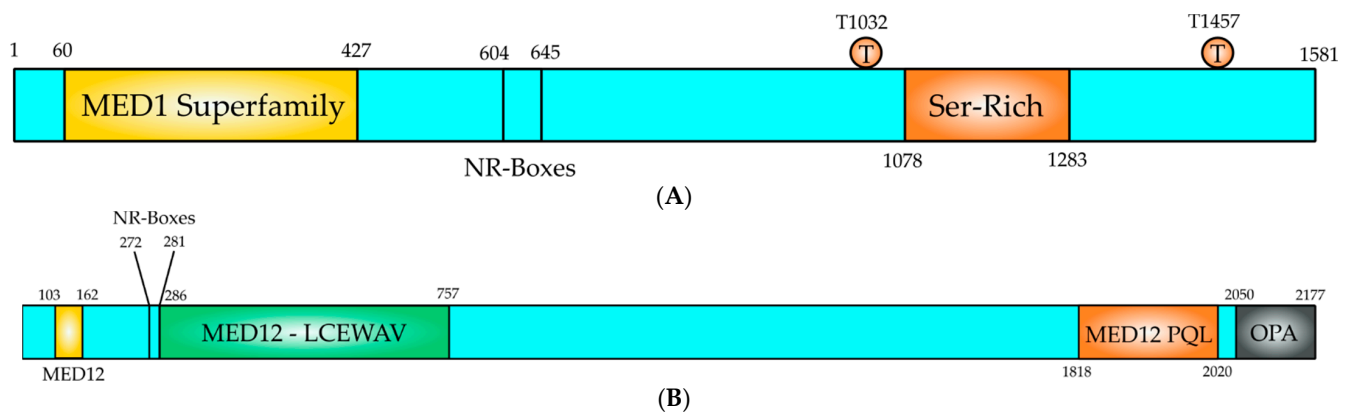 T1032 T1457
1 60 427 604 645 T T 1581
MED1 Superfamily Ser-Rich
NR-Boxes 1078 1283
(A)
NR-Boxes
272 281
103 162 286 757 2050 2177
MED12 - LCEWAV MED12 PQL OPA
MED12 1818 2020
(B)